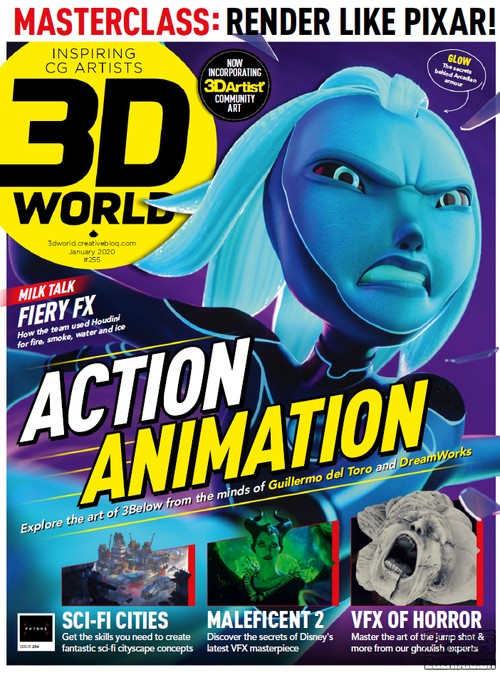 MASTERCLASS: RENDER LIKE PIXAR!
INSPIRING
CG ARTISTS
3D
WORLD
3dworld.creativebloq.com
January 2020
#255
NOW
INCORPORATING
3DArtist
COMMUNITY
ART
GLOW
The secrets
behind Arcadian
armour
MILK TALK
FIERY FX
How the team used Houdini
for fire, smoke, water and ice
ACTION
ANIMATION
Explore the art of 3Below from the minds of Guillermo del Toro and DreamWorks
SCI-FI CITIES
Get the skills you need to create
fantastic sci-fi cityscape concepts
MALEFICENT 2
Discover the secrets of Disney's
latest VFX masterpiece
VFX OF HORROR
Master the art of the jump shot &
more from our ghoulish experts
FUTURE
ISSUE 254